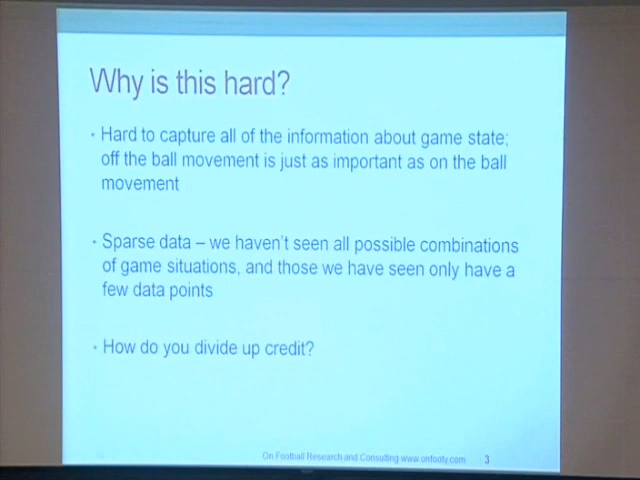 Why is this hard?
• Hard to capture all of the information about game state;
off the ball movement is just as important as on the ball
movement
• Sparse data – we haven't seen all possible combinations
of game situations, and those we have seen only have a
few data points
• How do you divide up credit?
On Football Research and Consulting www.onfooty.com 3